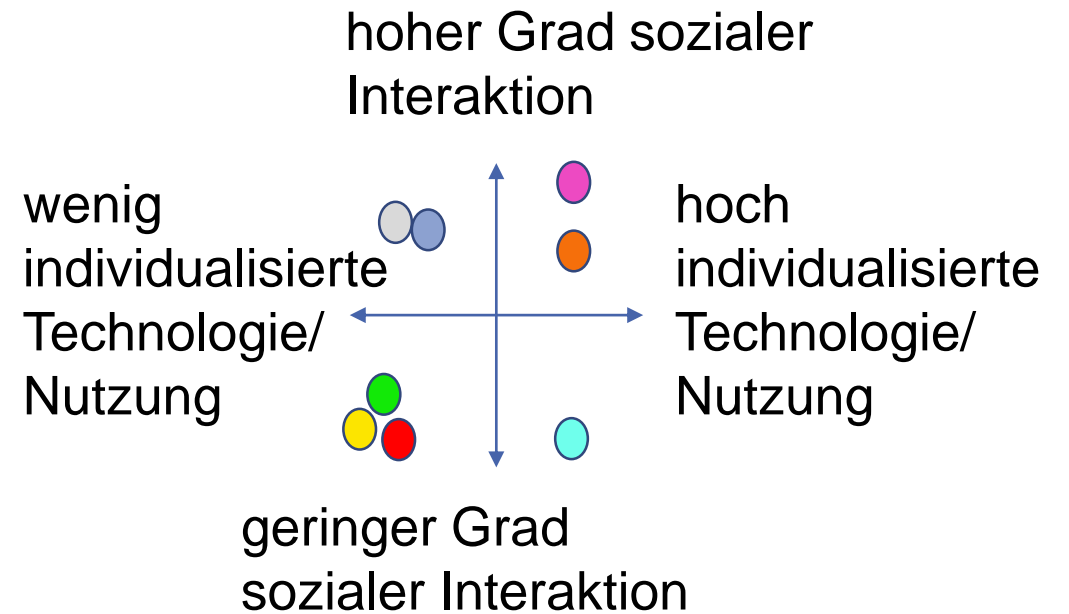 hoher Grad sozialer
Interaktion
wenig
individualisierte
Technologie/
Nutzung
hoch
individualisierte
Technologie/
Nutzung
geringer Grad
sozialer Interaktion